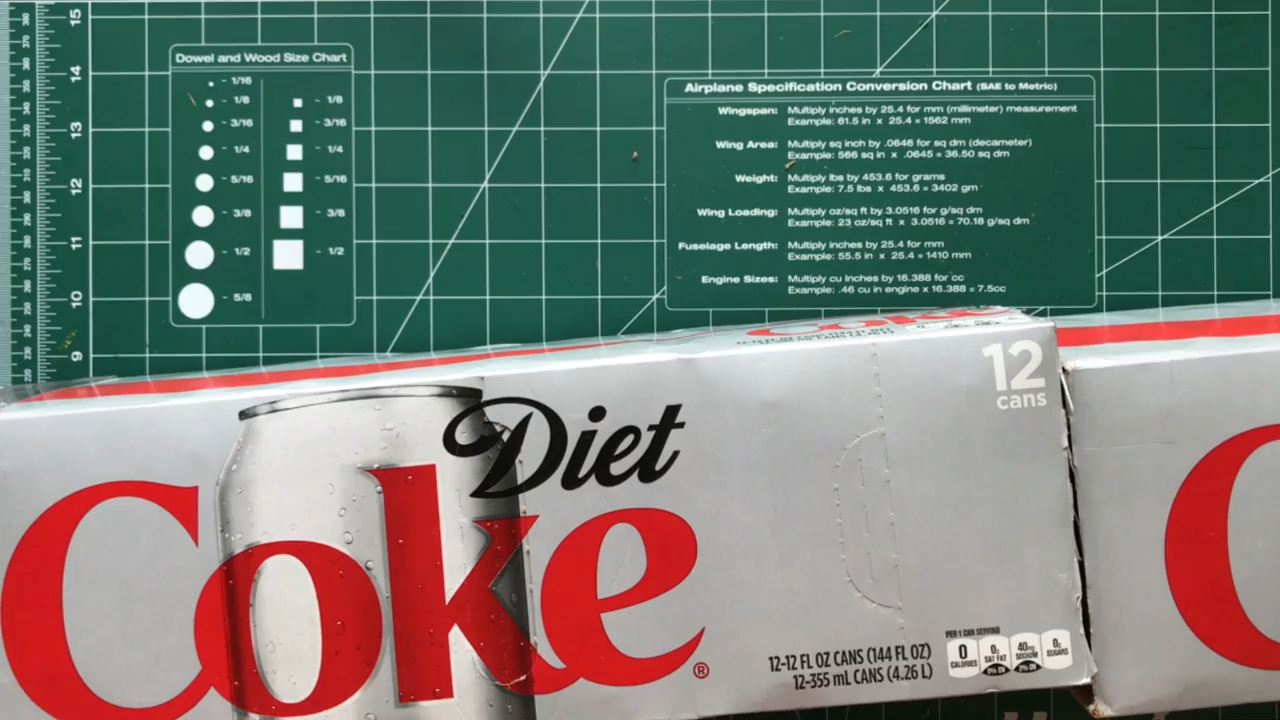 15
14
13
12
11
10
9
Dowel and Wood Size Chart
- 1/16
- 1/8 - 1/8
- 3/16 - 3/16
- 1/4 - 1/4
- 5/16 - 5/16
- 3/8 - 3/8
- 1/2 - 1/2
- 5/8
Airplane Specification Conversion Chart (SAE to Metric)
Wingspan: Multiply inches by 25.4 for mm (millimeter) measurement
Example: 61.5 in x 25.4 = 1562 mm
Wing Area: Multiply sq inch by .0646 for sq dm (decameter)
Example: 566 sq in x .0645 = 36.50 sq dm
Weight: Multiply lbs by 453.6 for grams
Example: 7.5 lbs x 453.6 = 3402 gm
Wing Loading: Multiply oz/sq ft by 3.0516 for g/sq dm
Example: 23 oz/sq ft x 3.0516 = 70.18 g/sq dm
Fuselage Length: Multiply inches by 25.4 for mm
Example: 55.5 in x 25.4 = 1410 mm
Engine Sizes: Multiply cu inches by 16.388 for cc
Example: .46 cu in engine x 16.388 = 7.5cc
Coke
12
cans
Diet
Coke®
C
12-12 FL OZ CANS (144 FL OZ)
12-355 mL CANS (4.26 L)
PER 1 CAN SERVING
0 CALORIES
0g SAT FAT 0% DV
40mg SODIUM 2% DV
0g SUGARS